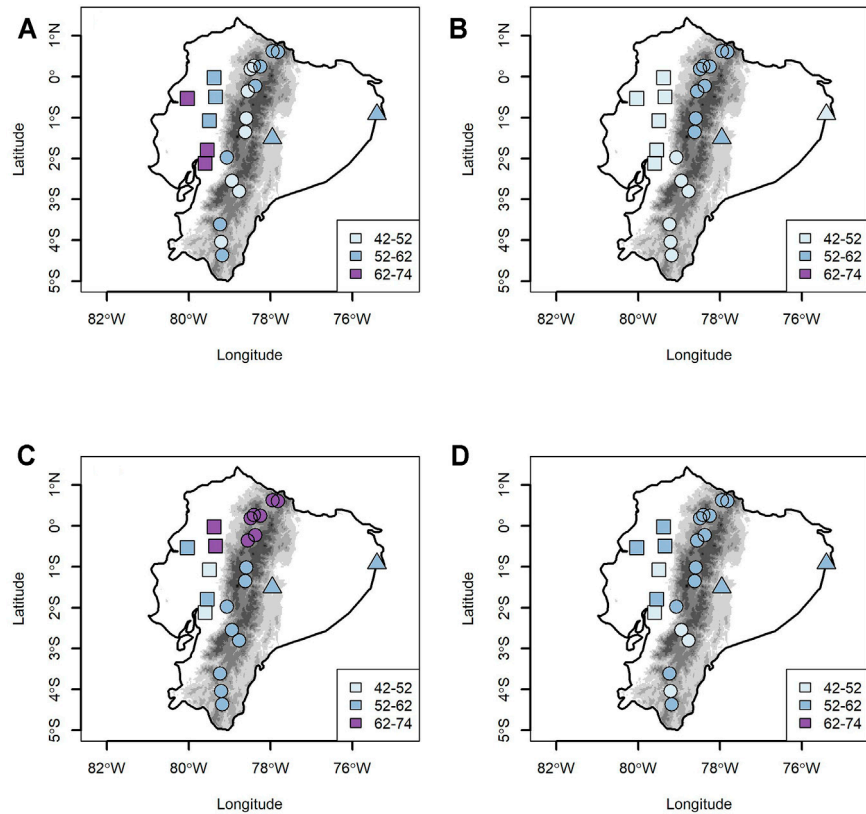 A
1°N
0°
1°S
2°S
3°S
4°S
5°S
Latitude
42-52
52-62
62-74
82°W
80°W
78°W
76°W
Longitude
B
1°N
0°
1°S
2°S
3°S
4°S
5°S
Latitude
42-52
52-62
62-74
82°W
80°W
78°W
76°W
Longitude
C
1°N
0°
1°S
2°S
3°S
4°S
5°S
Latitude
42-52
52-62
62-74
82°W
80°W
78°W
76°W
Longitude
D
1°N
0°
1°S
2°S
3°S
4°S
5°S
Latitude
42-52
52-62
62-74
82°W
80°W
78°W
76°W
Longitude